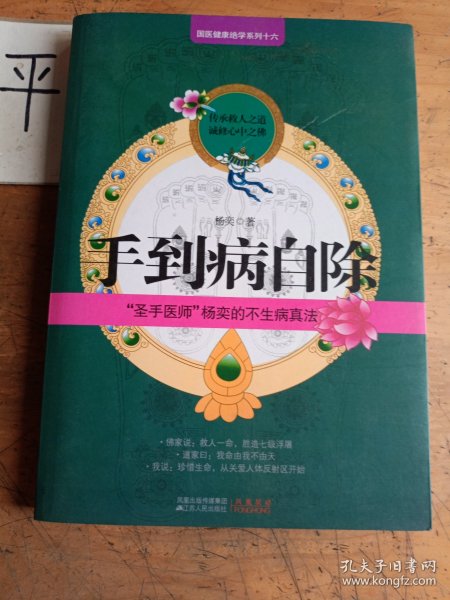 平
国医健康绝学系列十六
传承救人之道
诚修心中之佛
杨奕◎著
手到病自除
“圣手医师”杨奕的不生病真法
·佛家说：救人一命，胜造七级浮屠
·道家曰：我命由我不由天
·我说：珍惜生命，从关爱人体反射区开始
凤凰出版传媒集团
江苏人民出版社
FONGHONG
孔夫子旧书网
www.kongfz.com